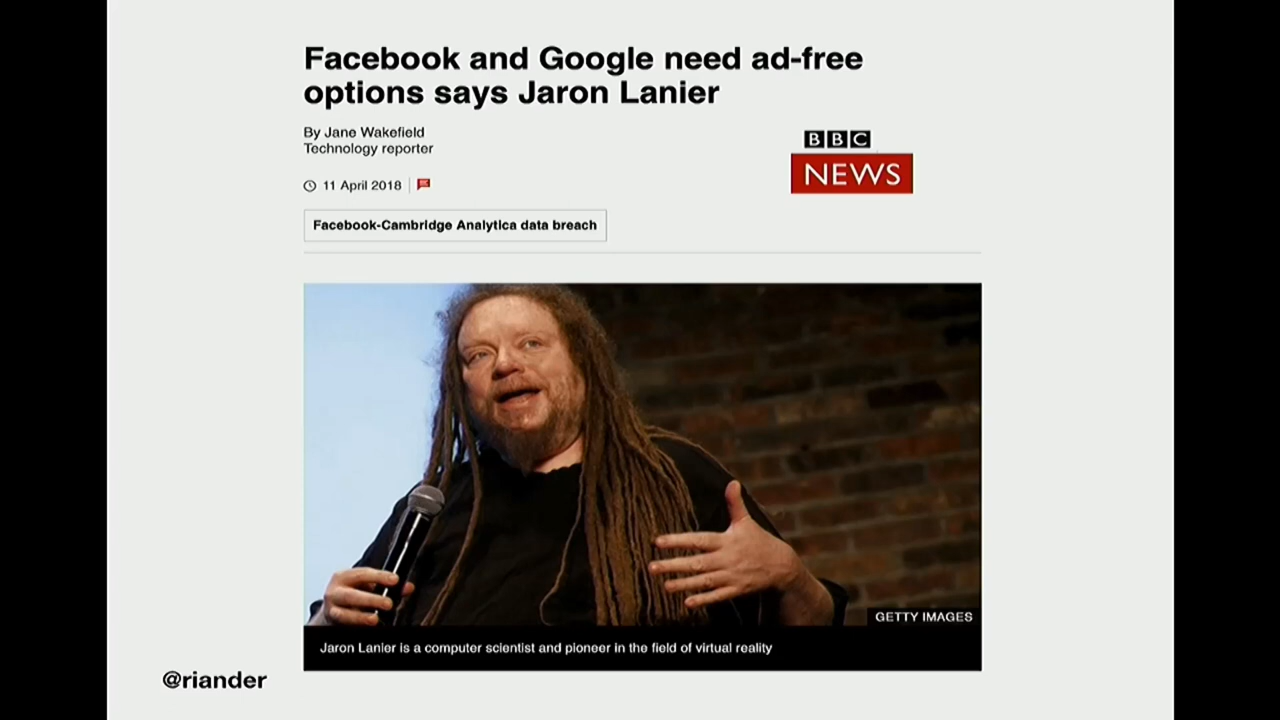 Facebook and Google need ad-free
options says Jaron Lanier
By Jane Wakefield
Technology reporter
BBC
NEWS
11 April 2018
Facebook-Cambridge Analytica data breach
GETTY IMAGES
Jaron Lanier is a computer scientist and pioneer in the field of virtual reality
@riander